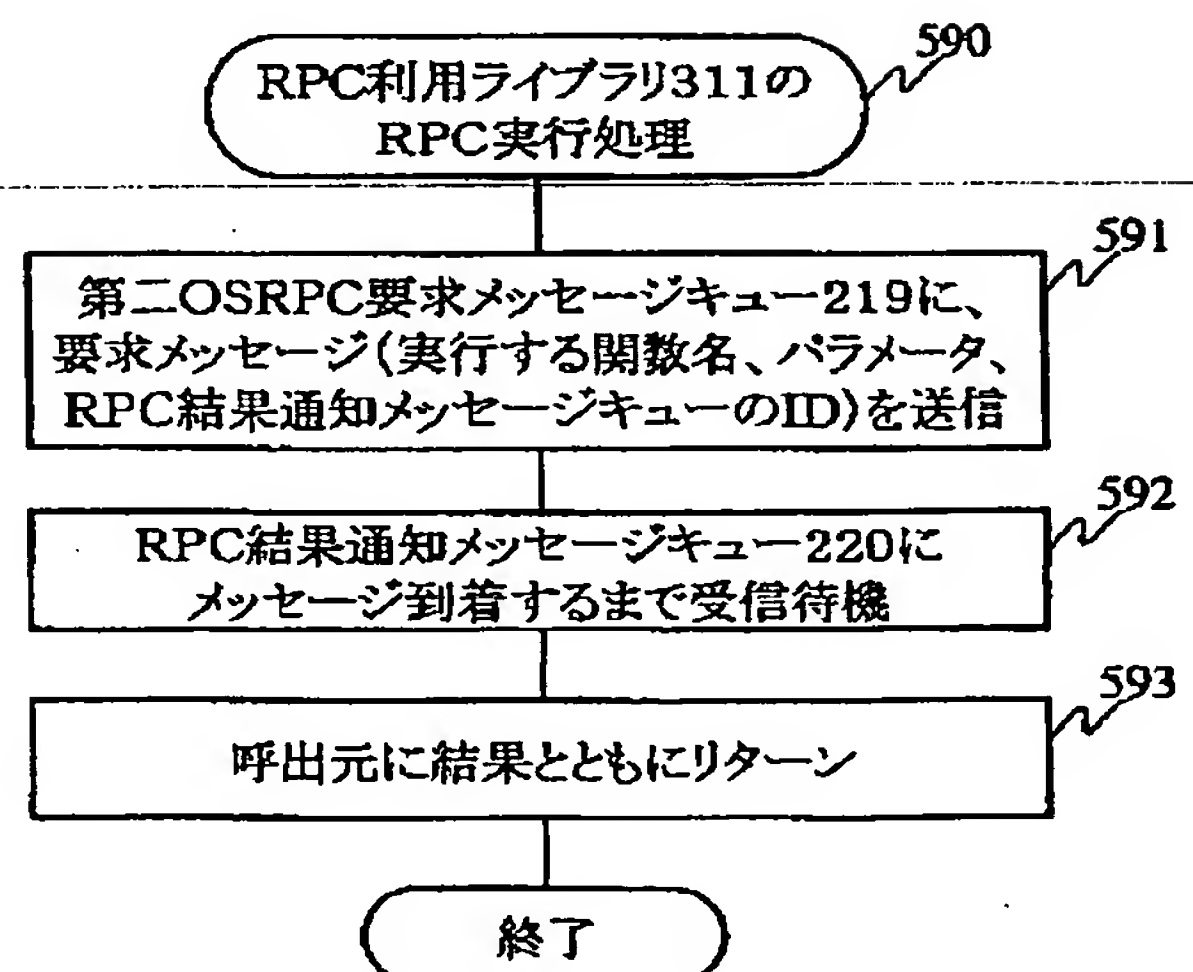 590
RPC利用ライブラリ311の
RPC実行処理
591
第二OSRPC要求メッセージキュー219に、
要求メッセージ(実行する関数名、パラメータ、
RPC結果通知メッセージキューのID)を送信
592
RPC結果通知メッセージキュー220に
メッセージ到着するまで受信待機
593
呼出元に結果とともにリターン
終了